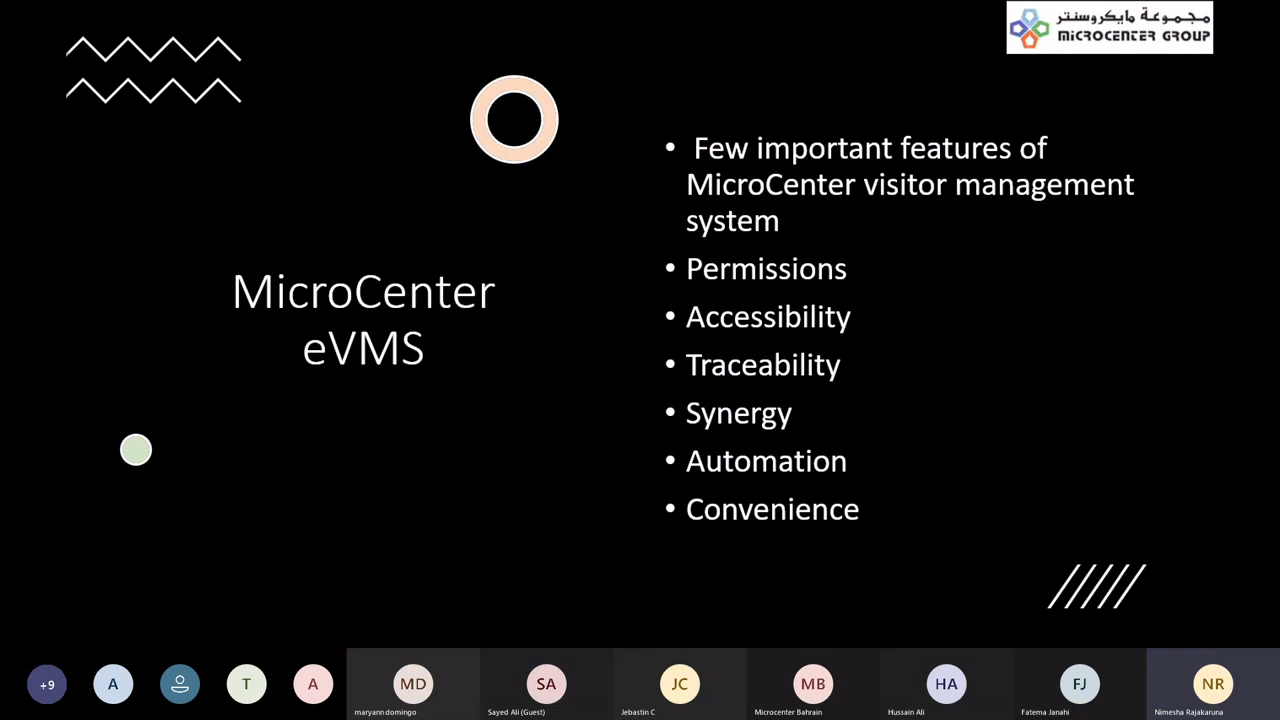 مجموعة مايكروسنتر
MICROCENTER GROUP
MicroCenter
eVMS
• Few important features of
MicroCenter visitor management
system
• Permissions
• Accessibility
• Traceability
• Synergy
• Automation
• Convenience
+9
A
T
A
MD
SA
JC
MB
HA
FJ
NR
maryann domingo
Sayed Ali (Guest)
Jebastin C
Microcenter Bahrain
Hussain Ali
Fatema Janahi
Nimesha Rajakaruna